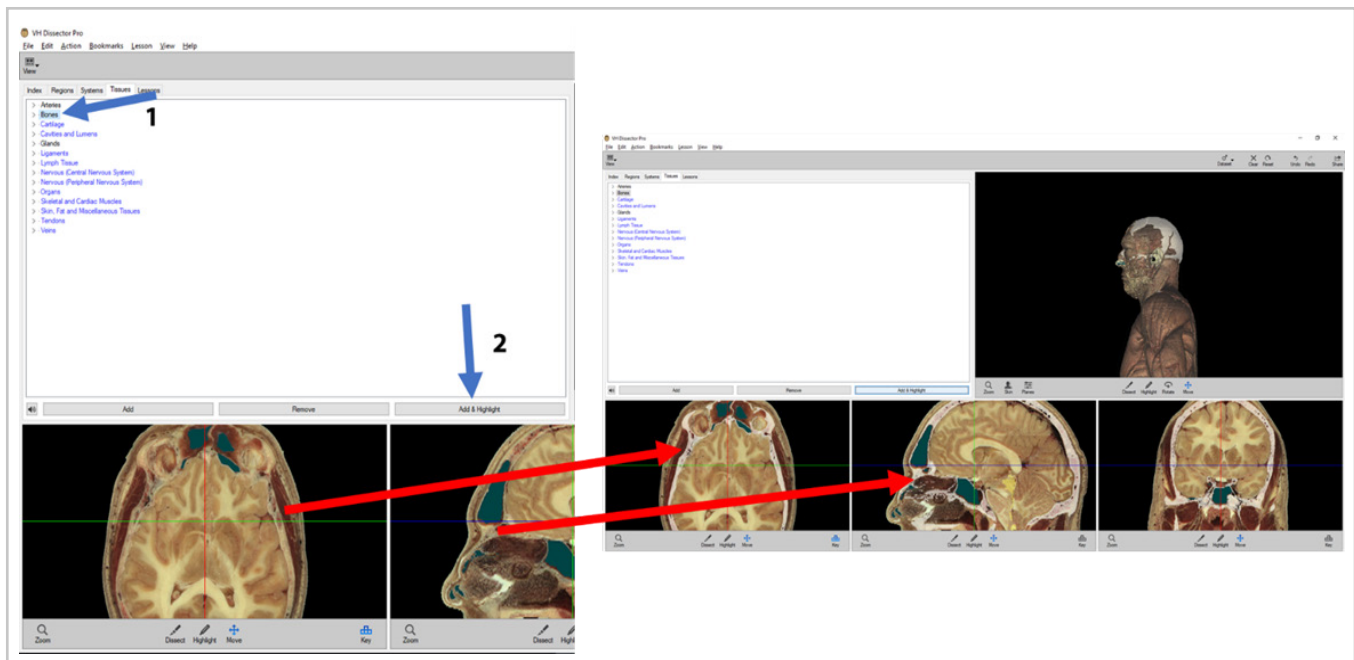 VH Dissector Pro
File Edit Action Bookmarks Lesson View Help
View
Index Regions Systems Tissues Lessons
Arteries
Bones
Cartilage
Cavities and Lumens
Glands
Ligaments
Lymph Tissue
Nervous (Central Nervous System)
Nervous (Peripheral Nervous System)
Organs
Skeletal and Cardiac Muscles
Skin, Fat and Miscellaneous Tissues
Tendons
Veins
1
2
Add Remove Add & Highlight
Zoom Dissect Highlight Move Key Zoom Dissect Highl
VH Dissector Pro
File Edit Action Bookmarks Lesson View Help
View Dataset Clear Reset Undo Redo Share
Index Regions Systems Tissues Lessons
Arteries
Bones
Cartilage
Cavities and Lumens
Glands
Ligaments
Lymph Tissue
Nervous (Central Nervous System)
Nervous (Peripheral Nervous System)
Organs
Skeletal and Cardiac Muscles
Skin, Fat and Miscellaneous Tissues
Tendons
Veins
Add Remove Add & Highlight
Zoom Skin Planes Dissect Highlight Rotate Move
Zoom Dissect Highlight Move Key Zoom Dissect Highlight Move Key Zoom Dissect Highlight Move Key